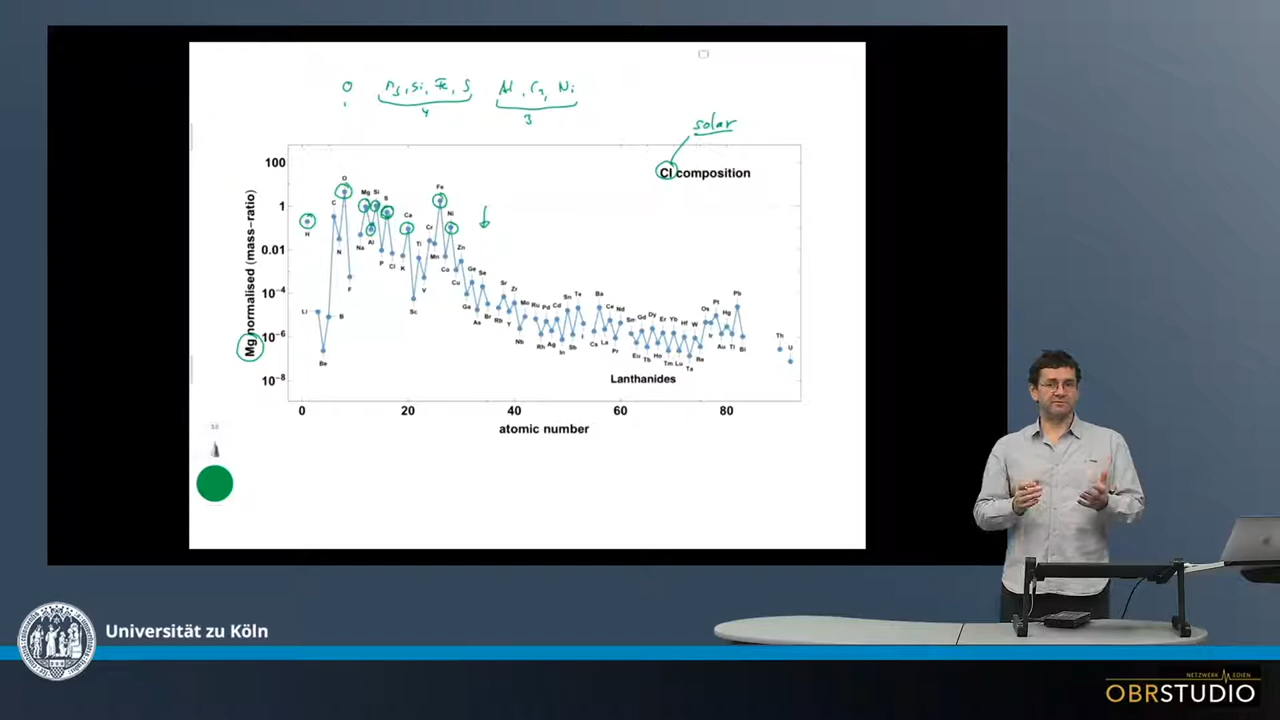 O Mg, Si, Fe, S Al, Ca, Ni
4 3
solar
CI composition
Mg normalised (mass-ratio)
100
1
0.01
10⁻⁴
10⁻⁶
10⁻⁸
H Li Be B C N O F Na Mg Al Si P S Cl K Ca Sc Ti V Cr Mn Fe Co Ni Cu Zn Ga Ge As Se Br Rb Sr Y Zr Nb Mo Ru Rh Pd Ag Cd In Sn Sb Te I Cs Ba La Ce Pr Nd Sm Eu Gd Tb Dy Ho Er Tm Yb Lu Hf Ta W Re Os Ir Pt Au Hg Tl Pb Bi Th U
Lanthanides
0 20 40 60 80
atomic number
Universität zu Köln
NETZWERK MEDIEN
OBRSTUDIO